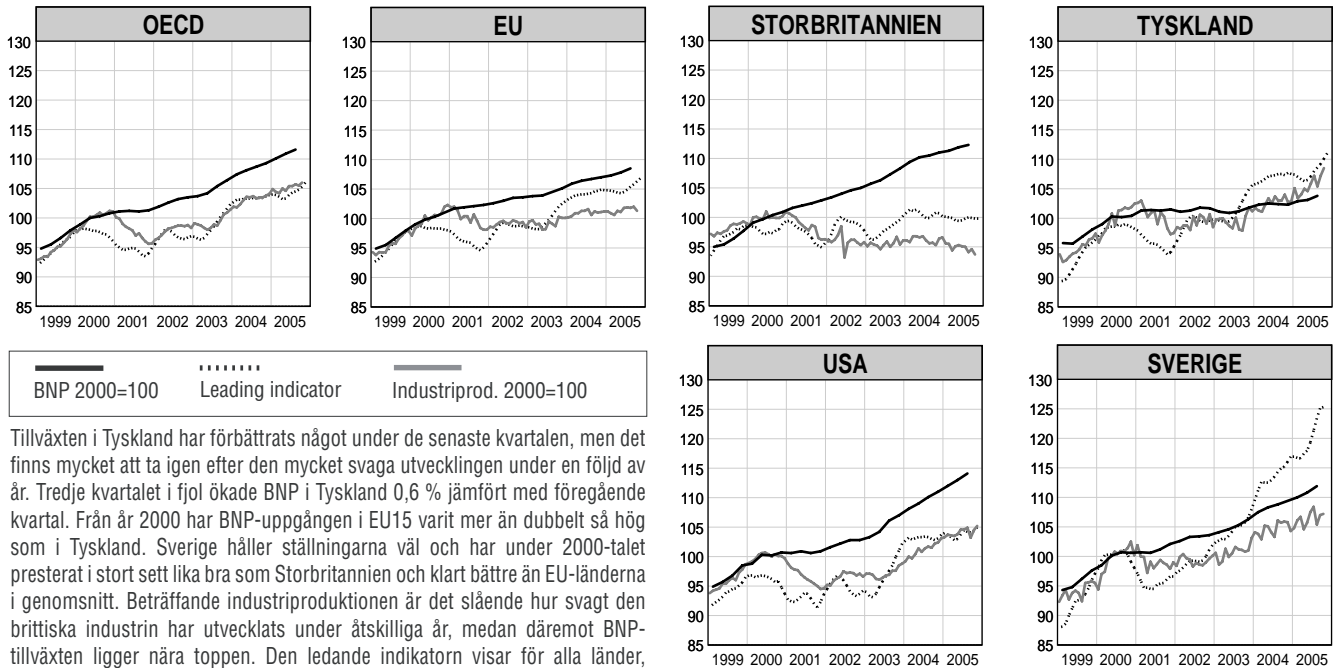 OECD
130
125
120
115
110
105
100
95
90
85
1999 2000 2001 2002 2003 2004 2005
EU
130
125
120
115
110
105
100
95
90
85
1999 2000 2001 2002 2003 2004 2005
STORBRITANNIEN
130
125
120
115
110
105
100
95
90
85
1999 2000 2001 2002 2003 2004 2005
TYSKLAND
130
125
120
115
110
105
100
95
90
85
1999 2000 2001 2002 2003 2004 2005
BNP 2000=100
Leading indicator
Industriprod. 2000=100
Tillväxten i Tyskland har förbättrats något under de senaste kvartalen, men det
finns mycket att ta igen efter den mycket svaga utvecklingen under en följd av
år. Tredje kvartalet i fjol ökade BNP i Tyskland 0,6 % jämfört med föregående
kvartal. Från år 2000 har BNP-uppgången i EU15 varit mer än dubbelt så hög
som i Tyskland. Sverige håller ställningarna väl och har under 2000-talet
presterat i stort sett lika bra som Storbritannien och klart bättre än EU-länderna
i genomsnitt. Beträffande industriproduktionen är det slående hur svagt den
brittiska industrin har utvecklats under åtskilliga år, medan däremot BNP-
tillväxten ligger nära toppen. Den ledande indikatorn visar för alla länder,
USA
130
125
120
115
110
105
100
95
90
85
1999 2000 2001 2002 2003 2004 2005
SVERIGE
130
125
120
115
110
105
100
95
90
85
1999 2000 2001 2002 2003 2004 2005